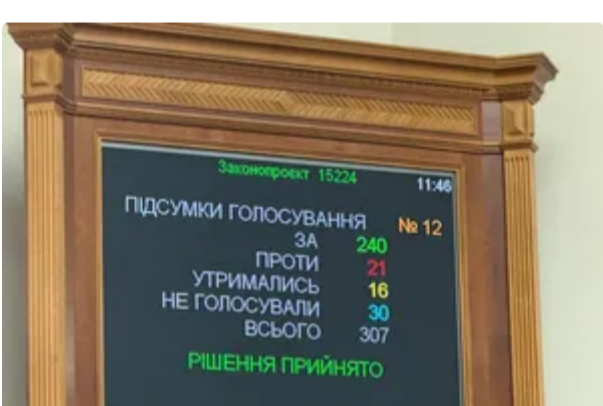 Законопроєкт 15224
11:46
ПІДСУМКИ ГОЛОСУВАННЯ № 12
ЗА 240
ПРОТИ 21
УТРИМАЛИСЬ 16
НЕ ГОЛОСУВАЛИ 30
ВСЬОГО 307
РІШЕННЯ ПРИЙНЯТО